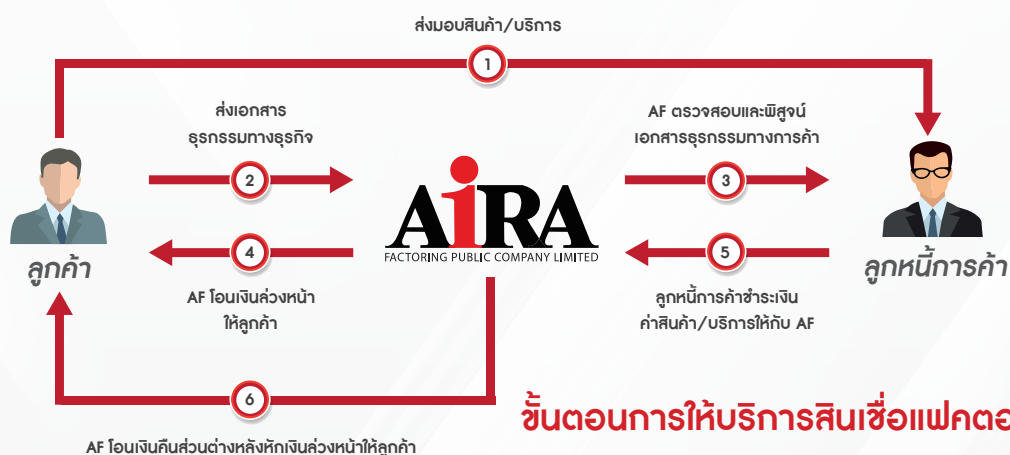 ส่งมอบสินค้า/บริการ
1
ส่งเอกสาร
ธุรกรรมทางธุรกิจ
2
AF ตรวจสอบและพิสูจน์
เอกสารธุรกรรมทางการค้า
3
AiRA
FACTORING PUBLIC COMPANY LIMITED
ลูกค้า
4
AF โอนเงินล่วงหน้า
ให้ลูกค้า
5
ลูกหนี้การค้าชำระเงิน
ค่าสินค้า/บริการให้กับ AF
ลูกหนี้การค้า
6
AF โอนเงินคืนส่วนต่างหลังหักเงินล่วงหน้าให้ลูกค้า
ขั้นตอนการให้บริการสินเชื่อแฟคตอ